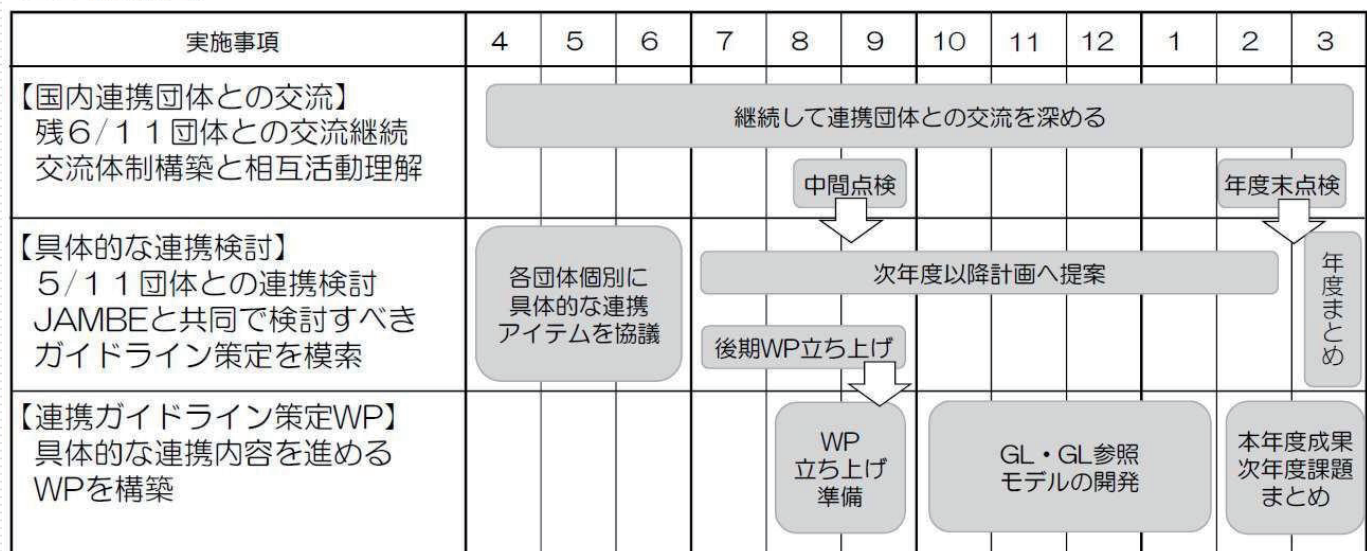 実施事項 4 5 6 7 8 9 10 11 12 1 2 3
【国内連携団体との交流】
残６/１１団体との交流継続
交流体制構築と相互活動理解
継続して連携団体との交流を深める
中間点検
年度末点検
【具体的な連携検討】
５/１１団体との連携検討
JAMBEと共同で検討すべき
ガイドライン策定を模索
各団体個別に
具体的な連携
アイテムを協議
次年度以降計画へ提案
後期WP立ち上げ
年度まとめ
【連携ガイドライン策定WP】
具体的な連携内容を進める
WPを構築
WP
立ち上げ
準備
GL・GL参照
モデルの開発
本年度成果
次年度課題
まとめ